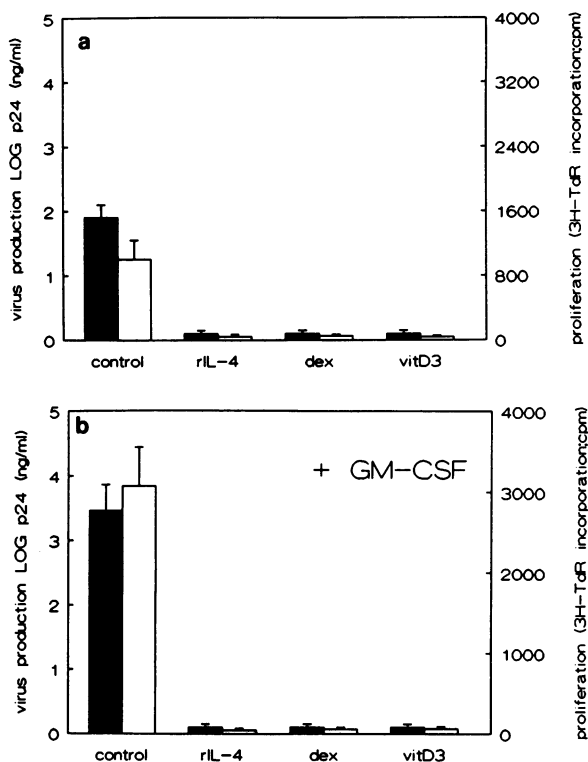 a
virus production LOG p24 (ng/ml)
5
4
3
2
1
0
4000
3200
2400
1600
800
0
proliferation (3H-TdR incorporation;cpm)
control rIL-4 dex vitD3
b
+ GM-CSF
virus production LOG p24 (ng/ml)
5
4
3
2
1
0
4000
3000
2000
1000
0
proliferation (3H-TdR incorporation;cpm)
control rIL-4 dex vitD3